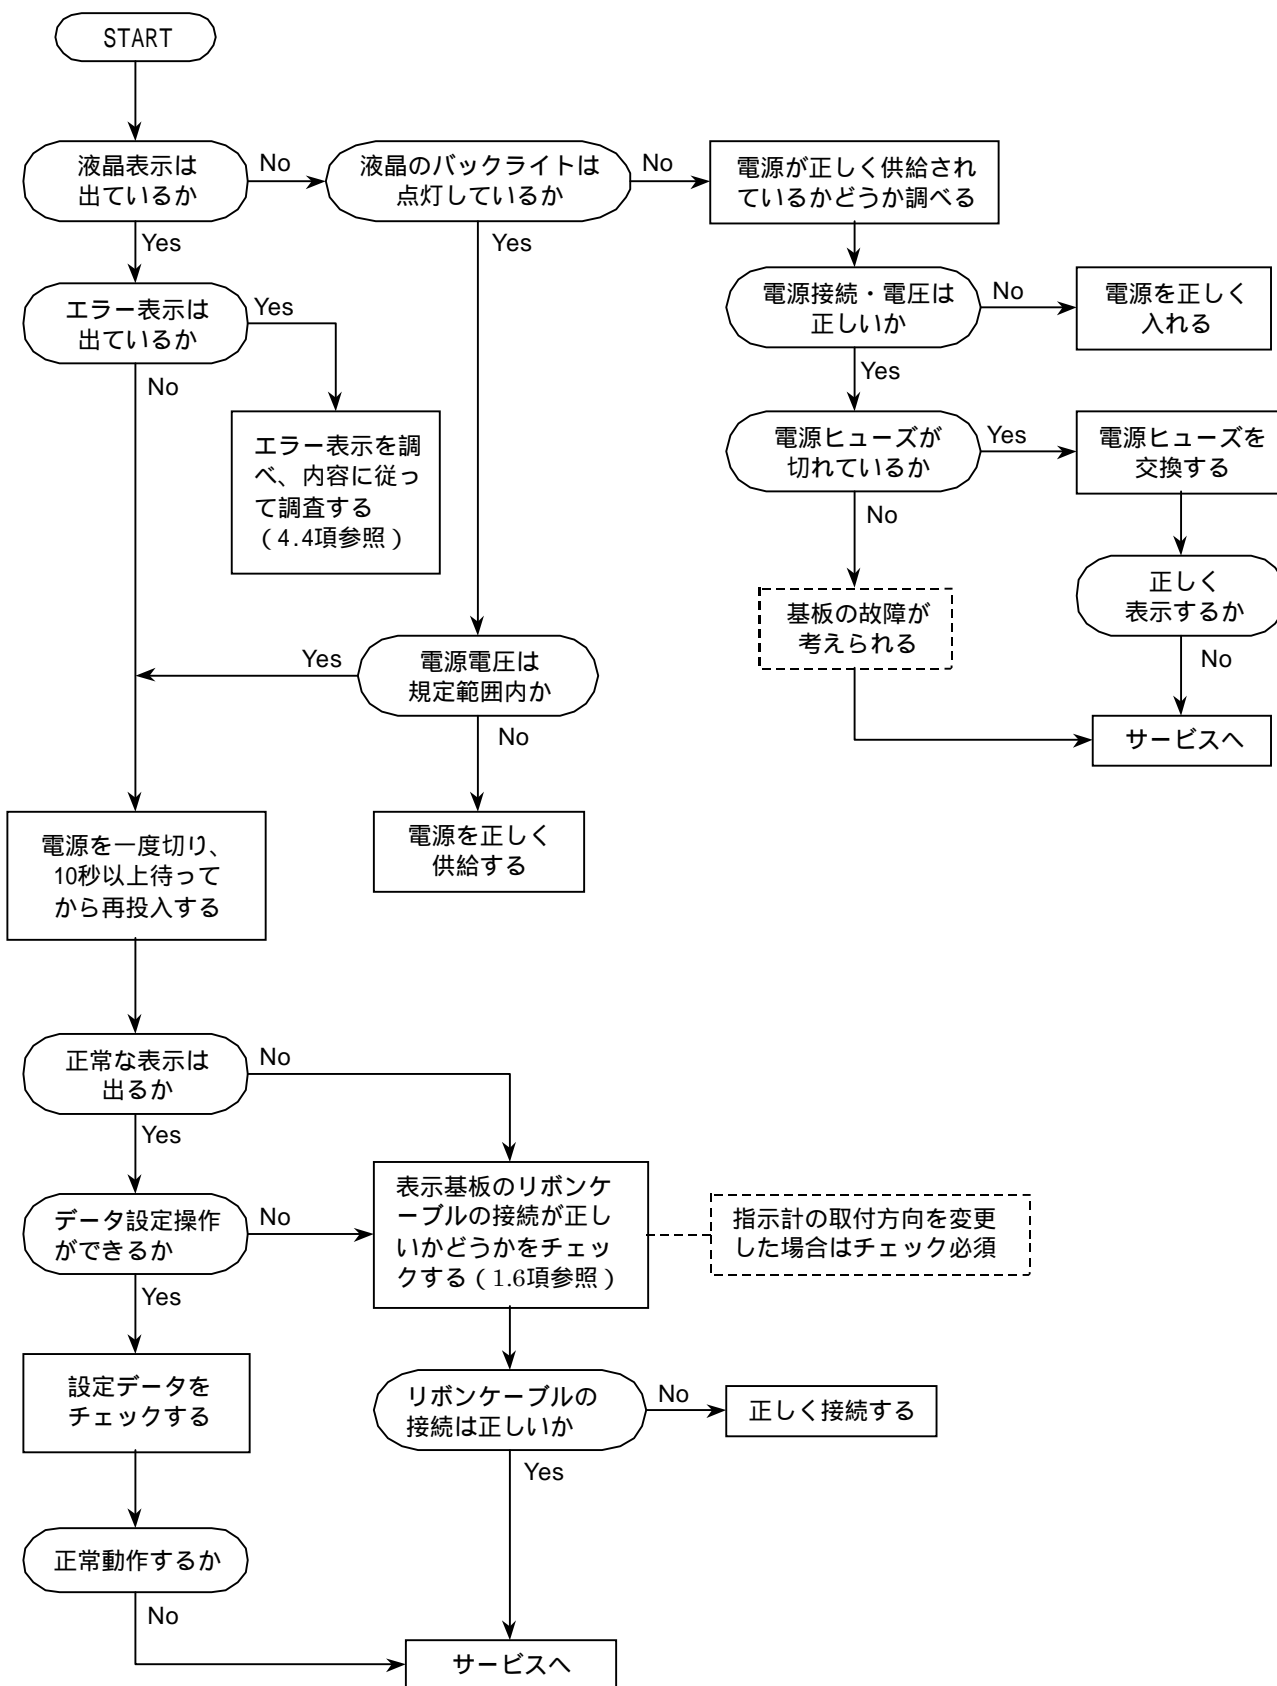 START
液晶表示は
出ているか
No
液晶のバックライトは
点灯しているか
No
電源が正しく供給され
ているかどうか調べる
Yes
Yes
エラー表示は
出ているか
Yes
電源接続・電圧は
正しいか
No
電源を正しく
入れる
No
Yes
エラー表示を調
べ、内容に従っ
て調査する
(4.4項参照)
電源ヒューズが
切れているか
Yes
電源ヒューズを
交換する
No
基板の故障が
考えられる
正しく
表示するか
No
サービスへ
Yes
電源電圧は
規定範囲内か
No
電源を正しく
供給する
電源を一度切り、
10秒以上待って
から再投入する
正常な表示は
出るか
No
Yes
データ設定操作
ができるか
No
表示基板のリボンケ
ーブルの接続が正し
いかどうかをチェッ
クする(1.6項参照)
指示計の取付方向を変更
した場合はチェック必須
Yes
設定データを
チェックする
リボンケーブルの
接続は正しいか
No
正しく接続する
Yes
正常動作するか
No
サービスへ